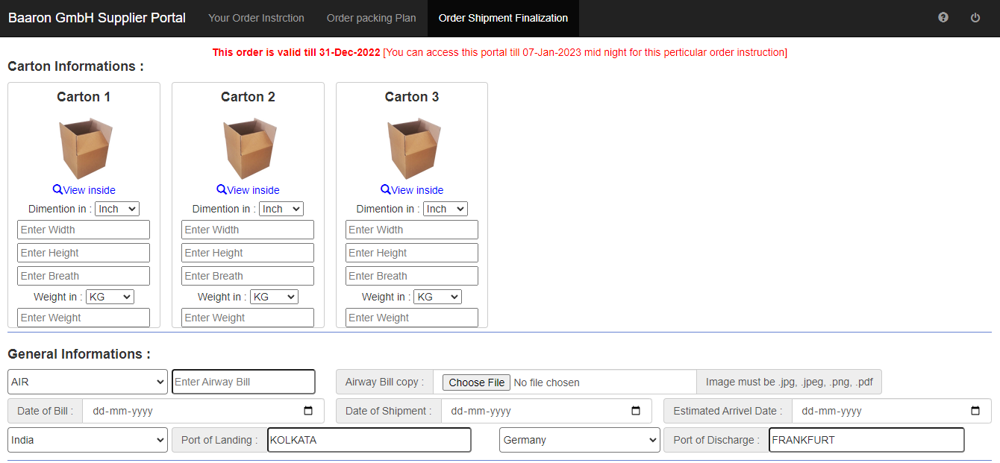 Baaron GmbH Supplier Portal Your Order Instrction Order packing Plan Order Shipment Finalization
This order is valid till 31-Dec-2022 [You can access this portal till 07-Jan-2023 mid night for this perticular order instruction]
Carton Informations :
Carton 1 Carton 2 Carton 3
View inside View inside View inside
Dimention in : Inch Dimention in : Inch Dimention in : Inch
Enter Width Enter Width Enter Width
Enter Height Enter Height Enter Height
Enter Breath Enter Breath Enter Breath
Weight in : KG Weight in : KG Weight in : KG
Enter Weight Enter Weight Enter Weight
General Informations :
AIR Enter Airway Bill Airway Bill copy : Choose File No file chosen Image must be .jpg, .jpeg, .png, .pdf
Date of Bill : dd-mm-yyyy Date of Shipment : dd-mm-yyyy Estimated Arrivel Date : dd-mm-yyyy
India Port of Landing : KOLKATA Germany Port of Discharge : FRANKFURT